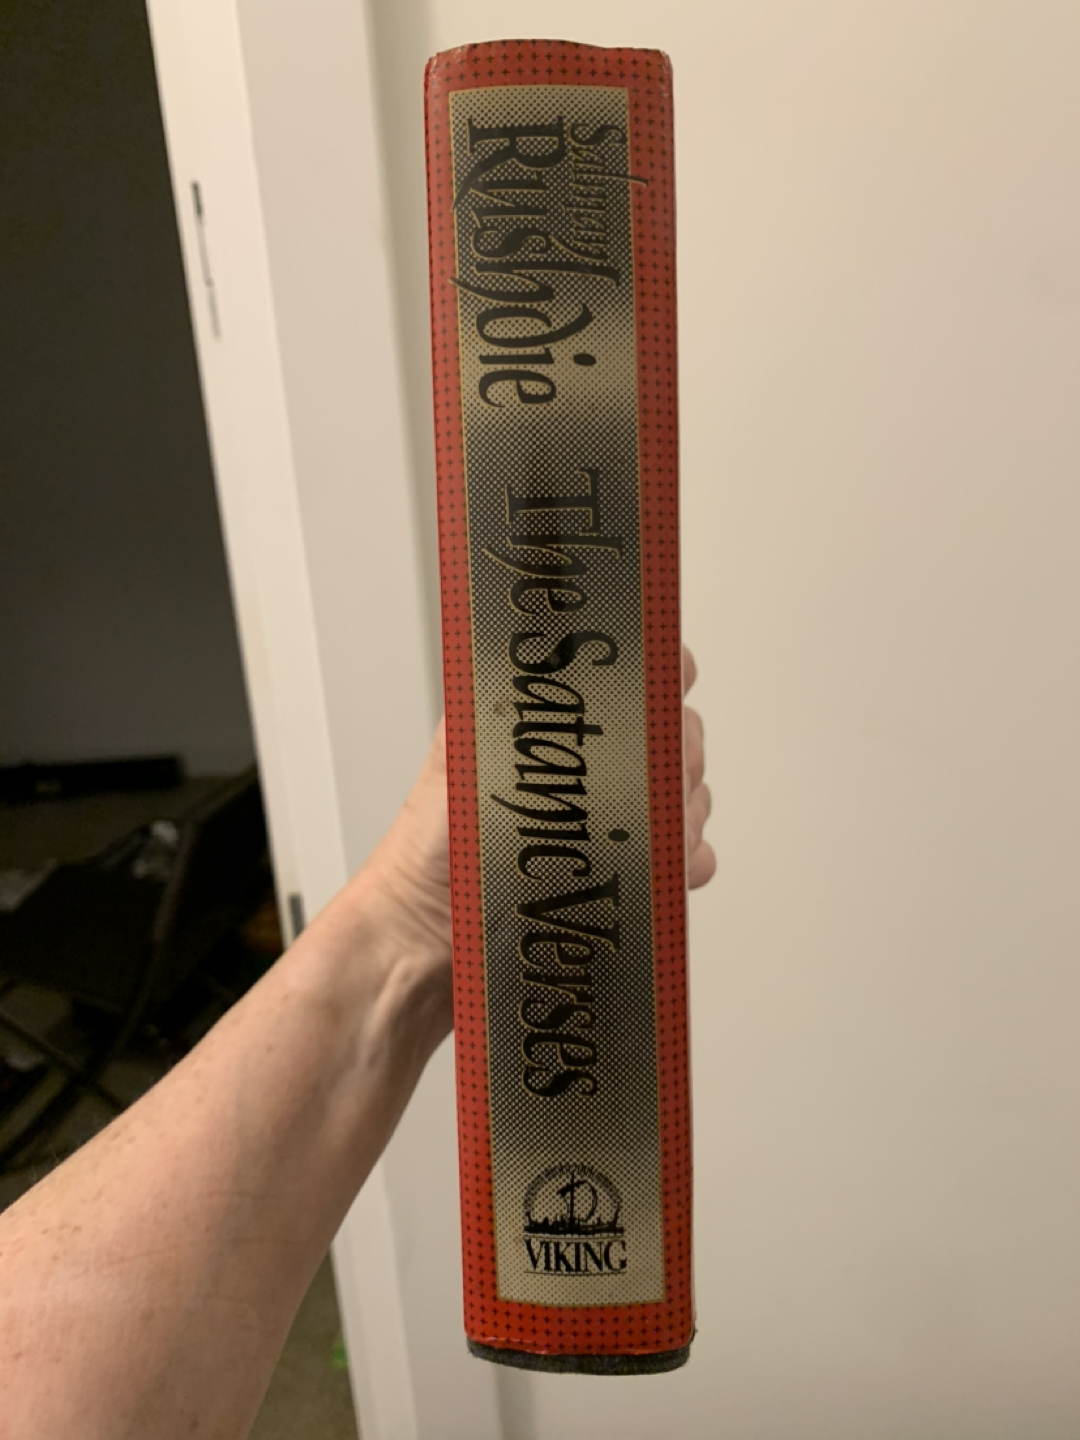 Salman
Rushdie
The Satanic Verses
VIKING